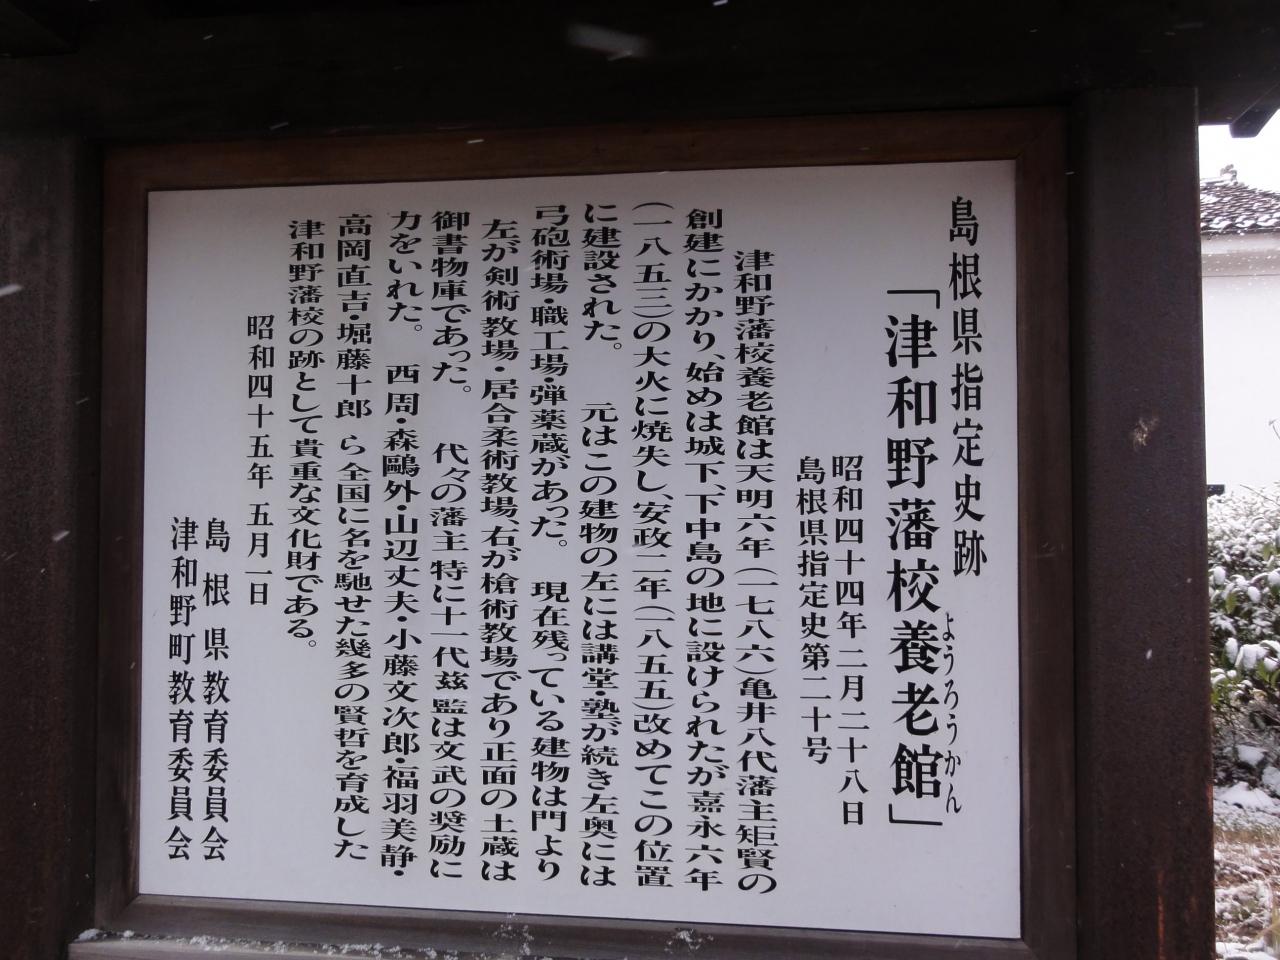 島根県指定史跡
「津和野藩校養老館」
ようろうかん
昭和四十四年二月二十八日
島根県指定史第二十号
津和野藩校養老館は天明六年(一七八六)亀井八代藩主矩賢の
創建にかかり、始めは城下、下中島の地に設けられたが嘉永六年
(一八五三)の大火に焼失し、安政二年(一八五五)改めてこの位置
に建設された。 元はこの建物の左には講堂・塾が続き左奥には
弓砲術場・職工場・弾薬蔵があった。 現在残っている建物は門より
左が剣術教場・居合柔術教場、右が槍術教場であり正面の土蔵は
御書物庫であった。 代々の藩主特に十一代玆監は文武の奨励に
力をいれた。 西周・森鷗外・山辺丈夫・小藤文次郎・福羽美静・
高岡直吉・堀藤十郎 ら全国に名を馳せた幾多の賢哲を育成した
津和野藩校の跡として貴重な文化財である。
昭和四十五年 五月一日
島根県教育委員会
津和野町教育委員会